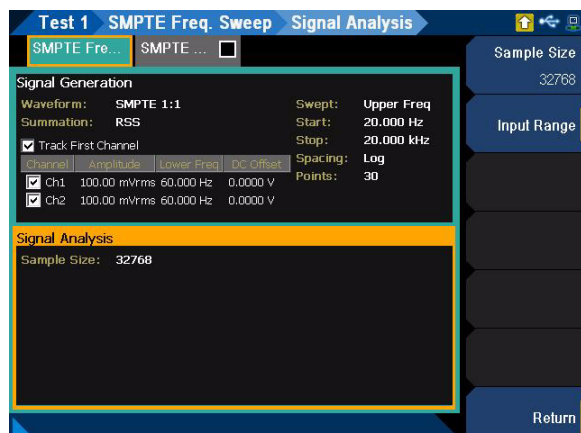 Test 1 SMPTE Freq. Sweep Signal Analysis
SMPTE Fre... SMPTE ...
Sample Size
32768
Input Range
Return
Signal Generation
Waveform: SMPTE 1:1
Summation: RSS
Track First Channel
Channel Amplitude Lower Freq DC Offset
Ch1 100.00 mVrms 60.000 Hz 0.0000 V
Ch2 100.00 mVrms 60.000 Hz 0.0000 V
Swept: Upper Freq
Start: 20.000 Hz
Stop: 20.000 kHz
Spacing: Log
Points: 30
Signal Analysis
Sample Size: 32768